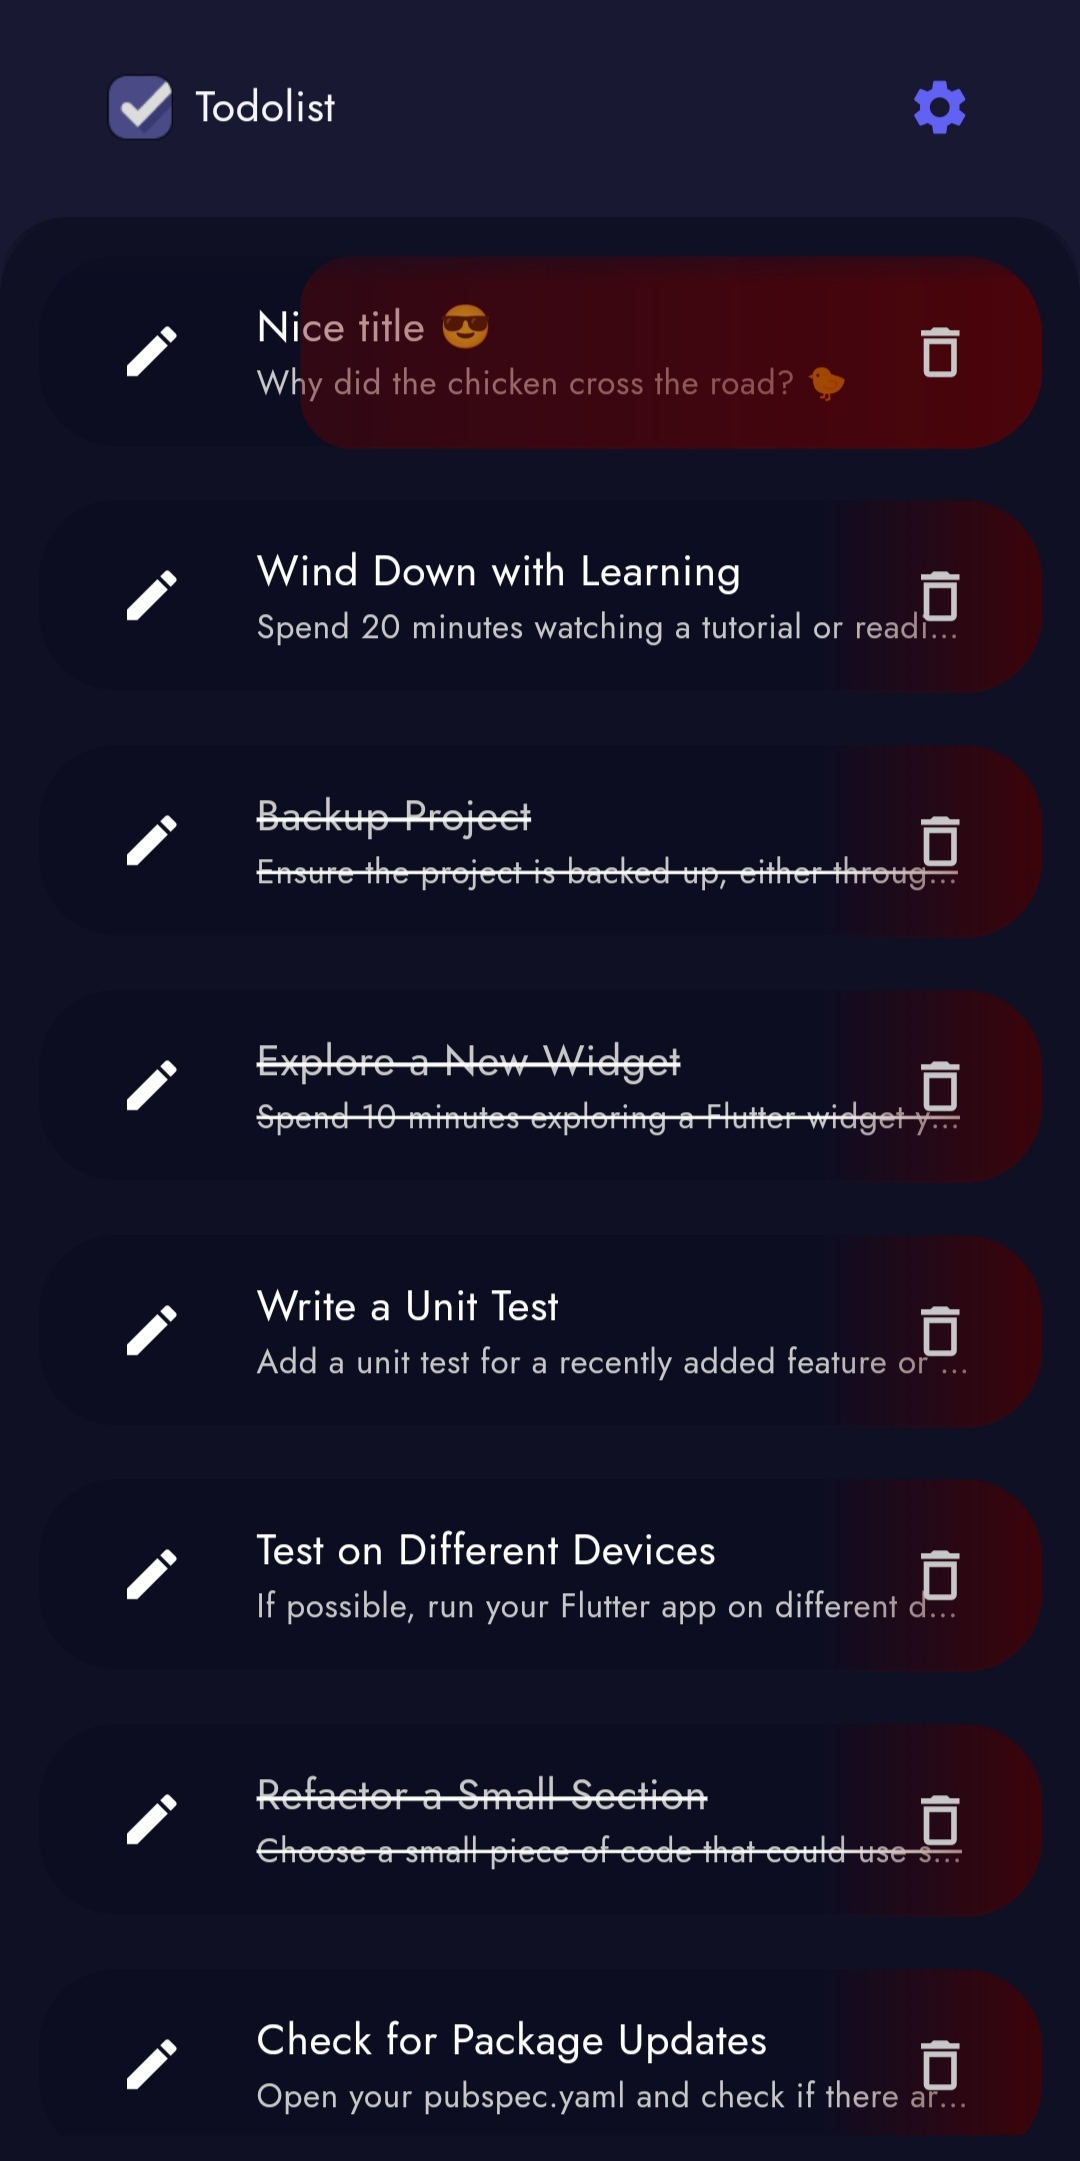 Todolist
Nice title 😎
Why did the chicken cross the road? 🐤
Wind Down with Learning
Spend 20 minutes watching a tutorial or readi...
Backup Project
Ensure the project is backed up, either throug...
Explore a New Widget
Spend 10 minutes exploring a Flutter widget y...
Write a Unit Test
Add a unit test for a recently added feature or ...
Test on Different Devices
If possible, run your Flutter app on different d...
Refactor a Small Section
Choose a small piece of code that could use s...
Check for Package Updates
Open your pubspec.yaml and check if there ar...